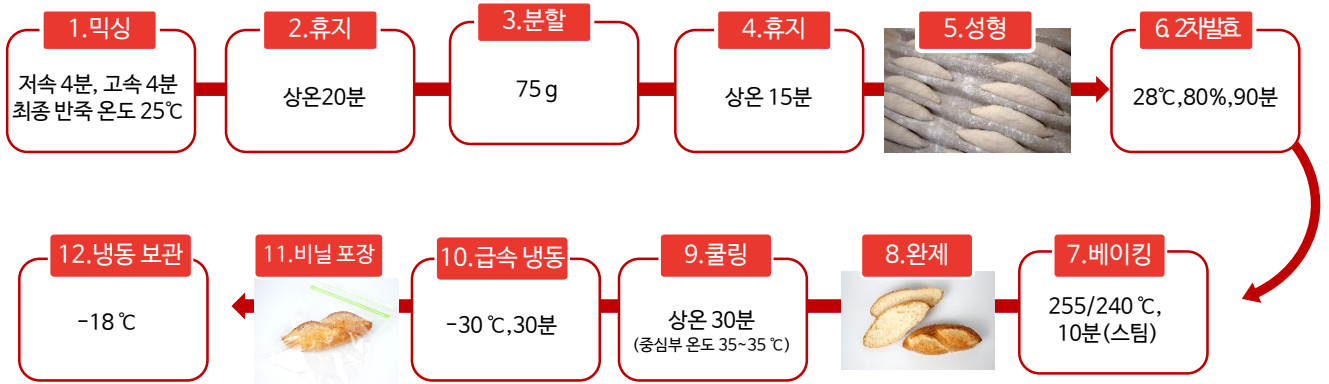 1.믹싱
저속 4분, 고속 4분
최종 반죽 온도 25℃
2.휴지
상온20분
3.분할
75 g
4.휴지
상온 15분
5.성형
6. 2차발효
28℃,80%,90분
7.베이킹
255/240 ℃,
10분(스팀)
8.완제
9.쿨링
상온 30분
(중심부 온도 35~35 ℃)
10.급속 냉동
-30 ℃,30분
11.비닐 포장
12.냉동 보관
-18 ℃